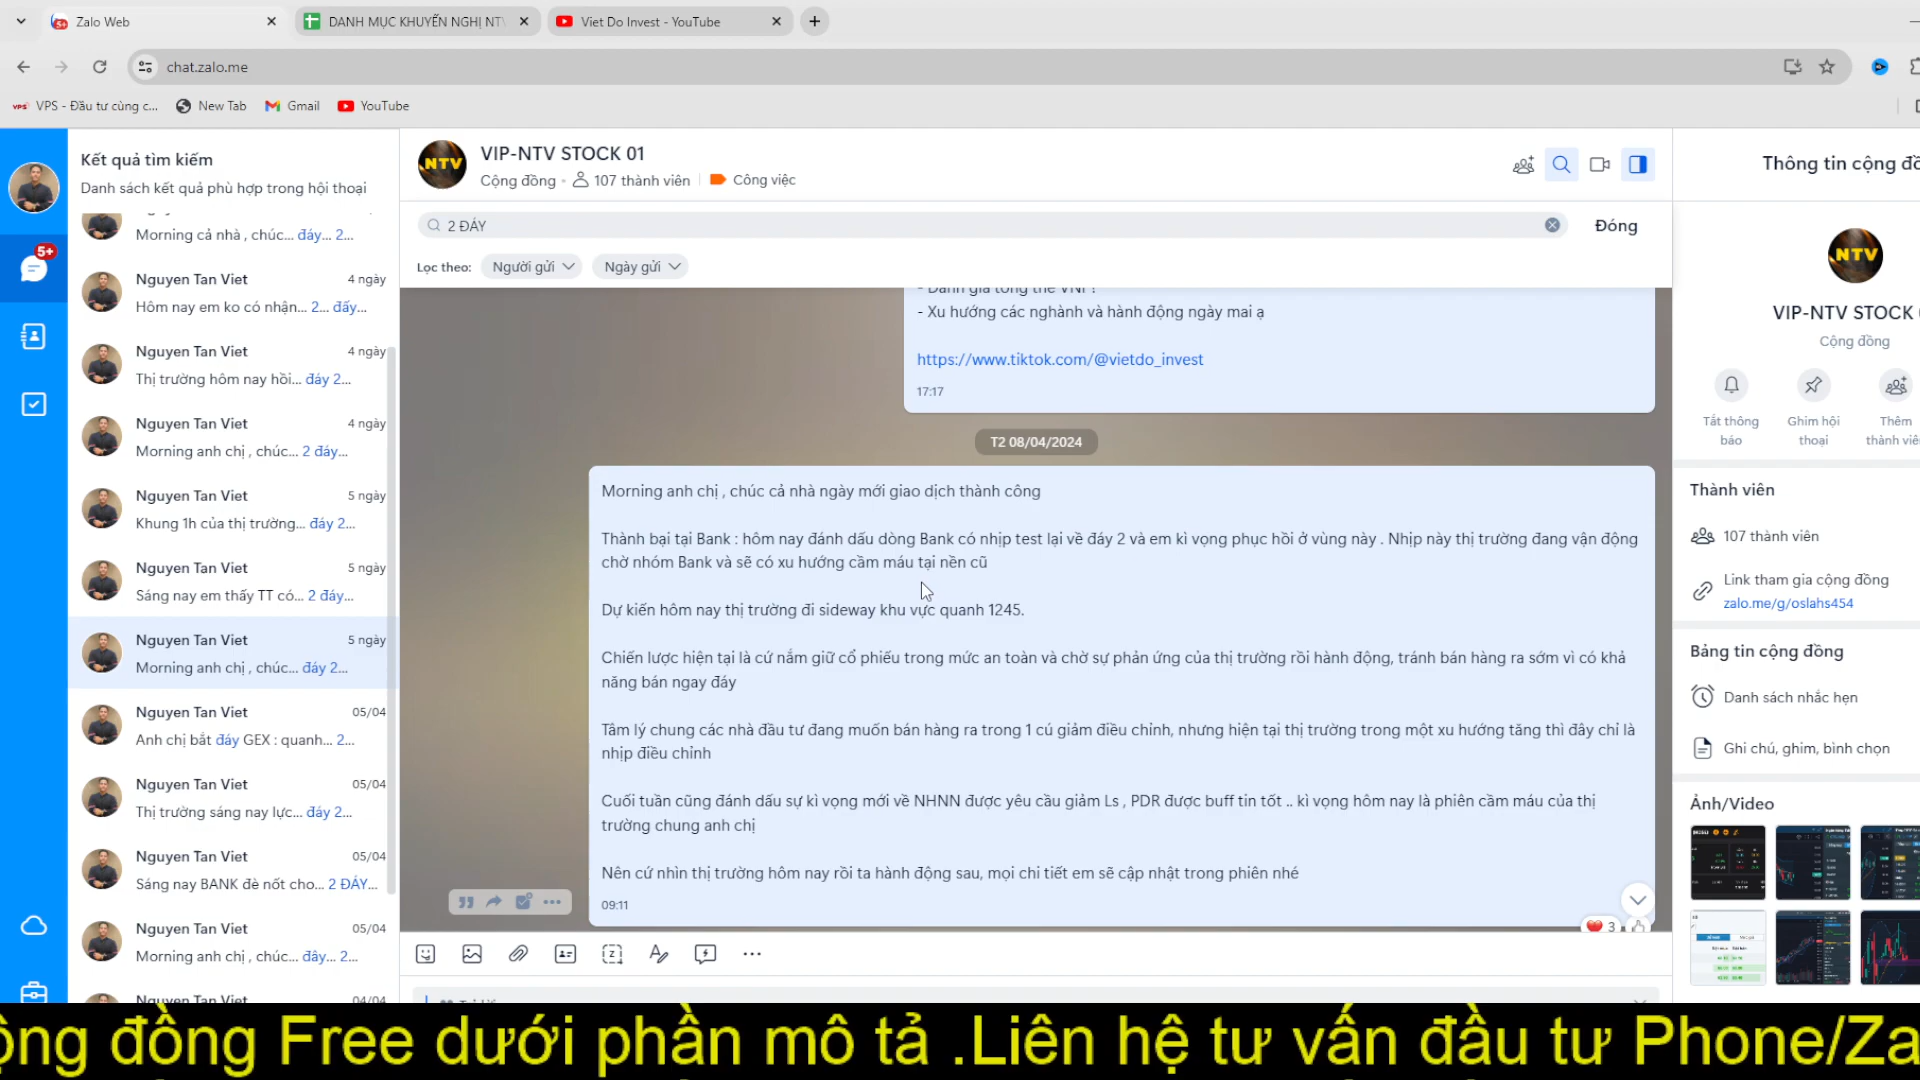 Zalo Web
DANH MỤC KHUYẾN NGHỊ NTV
Viet Do Invest - YouTube
chat.zalo.me
VPS - Đầu tư cùng c...
New Tab
Gmail
YouTube
5+
Kết quả tìm kiếm
Danh sách kết quả phù hợp trong hội thoại
Morning cả nhà , chúc... đáy... 2...
Nguyen Tan Viet 4 ngày
Hôm nay em ko có nhận... 2... đấy...
Nguyen Tan Viet 4 ngày
Thị trường hôm nay hồi... đáy 2...
Nguyen Tan Viet 4 ngày
Morning anh chị , chúc... 2 đáy...
Nguyen Tan Viet 5 ngày
Khung 1h của thị trường... đáy 2...
Nguyen Tan Viet 5 ngày
Sáng nay em thấy TT có... 2 đáy...
Nguyen Tan Viet 5 ngày
Morning anh chị , chúc... đáy 2...
Nguyen Tan Viet 05/04
Anh chị bắt đáy GEX : quanh... 2...
Nguyen Tan Viet 05/04
Thị trường sáng nay lực... đáy 2...
Nguyen Tan Viet 05/04
Sáng nay BANK đè nốt cho... 2 ĐÁY...
Nguyen Tan Viet 05/04
Morning anh chị , chúc... đây... 2...
Nguyen Tan Viet 04/04
NTV
VIP-NTV STOCK 01
Cộng đồng • 107 thành viên Công việc
2 ĐÁY
Đóng
Lọc theo: Người gửi Ngày gửi
- Đánh giá tổng thể VNI ?
- Xu hướng các nghành và hành động ngày mai ạ
https://www.tiktok.com/@vietdo_invest
17:17
T2 08/04/2024
Morning anh chị , chúc cả nhà ngày mới giao dịch thành công
Thành bại tại Bank : hôm nay đánh dấu dòng Bank có nhịp test lại về đáy 2 và em kì vọng phục hồi ở vùng này . Nhịp này thị trường đang vận động
chờ nhóm Bank và sẽ có xu hướng cầm máu tại nền cũ
Dự kiến hôm nay thị trường đi sideway khu vực quanh 1245.
Chiến lược hiện tại là cứ nắm giữ cổ phiếu trong mức an toàn và chờ sự phản ứng của thị trường rồi hành động, tránh bán hàng ra sớm vì có khả
năng bán ngay đáy
Tâm lý chung các nhà đầu tư đang muốn bán hàng ra trong 1 cú giảm điều chỉnh, nhưng hiện tại thị trường trong một xu hướng tăng thì đây chỉ là
nhịp điều chỉnh
Cuối tuần cũng đánh dấu sự kì vọng mới về NHNN được yêu cầu giảm Ls , PDR được buff tin tốt .. kì vọng hôm nay là phiên cầm máu của thị
trường chung anh chị
Nên cứ nhìn thị trường hôm nay rồi ta hành động sau, mọi chi tiết em sẽ cập nhật trong phiên nhé
09:11
3
Thông tin cộng đồ
NTV
VIP-NTV STOCK
Cộng đồng
Tắt thông
báo
Ghim hội
thoại
Thêm
thành viên
Thành viên
107 thành viên
Link tham gia cộng đồng
zalo.me/g/oslahs454
Bảng tin cộng đồng
Danh sách nhắc hẹn
Ghi chú, ghim, bình chọn
Ảnh/Video
ộng đồng Free dưới phần mô tả .Liên hệ tư vấn đầu tư Phone/Za